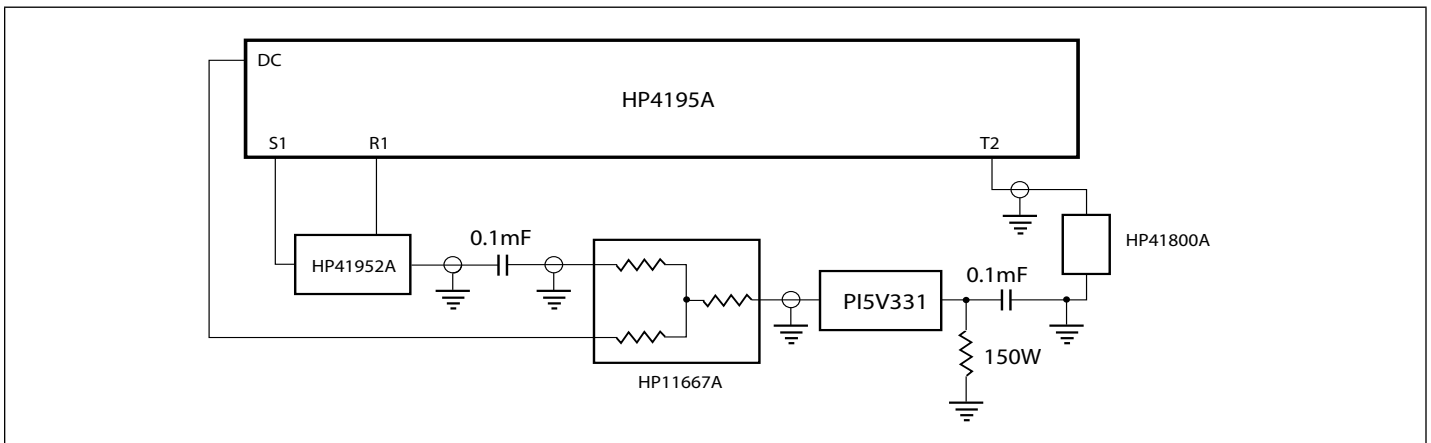 DC
HP4195A
S1
R1
T2
0.1mF
HP41952A
HP41800A
0.1mF
PI5V331
150W
HP11667A